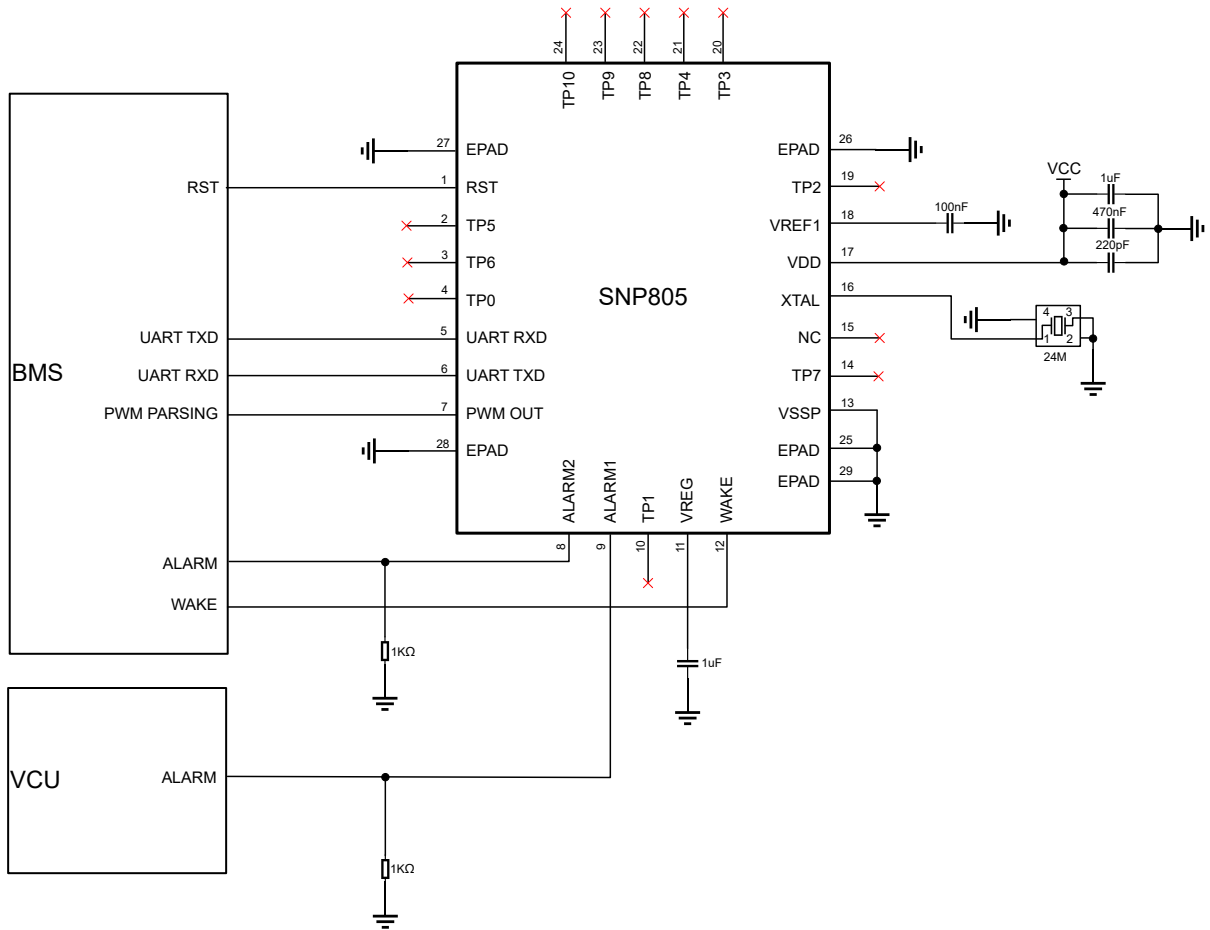 24
23
22
21
20
TP10
TP9
TP8
TP4
TP3
27
EPAD
RST
1
RST
2
TP5
3
TP6
4
TP0
UART TXD
5
UART RXD
UART RXD
6
UART TXD
PWM PARSING
7
PWM OUT
28
EPAD
BMS
SNP805
EPAD
26
TP2
19
VREF1
18
100nF
VDD
17
VCC
1uF
470nF
220pF
XTAL
16
4
3
1
2
24M
NC
15
TP7
14
VSSP
13
EPAD
25
EPAD
29
ALARM2
ALARM1
TP1
VREG
WAKE
8
9
10
11
12
ALARM
WAKE
1KΩ
1uF
VCU
ALARM
1KΩ